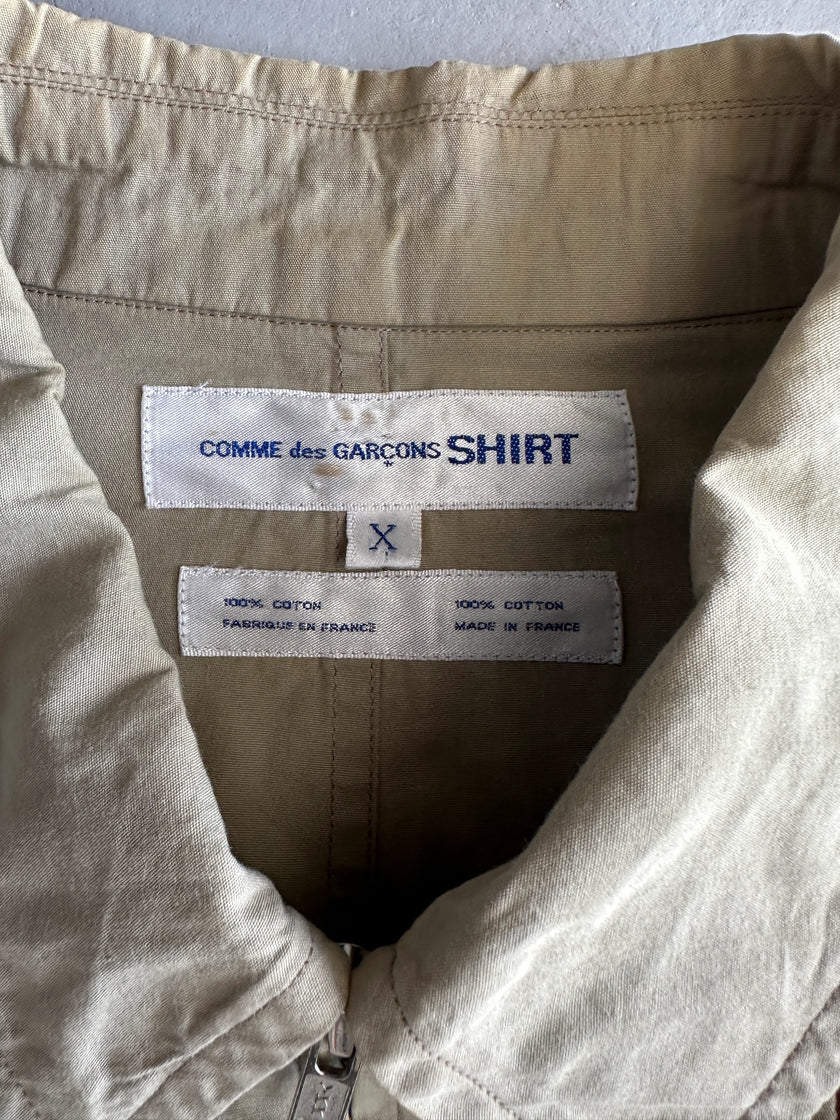 COMME des GARÇONS SHIRT
X
100% COTON
FABRIQUE EN FRANCE
100% COTTON
MADE IN FRANCE